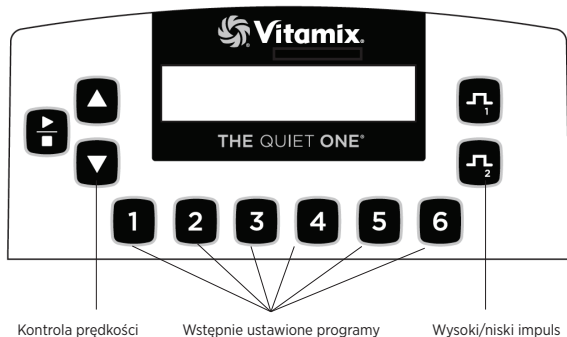 Vitamix.
THE QUIET ONE®
1
2
1 2 3 4 5 6
Kontrola prędkości
Wstępnie ustawione programy
Wysoki/niski impuls